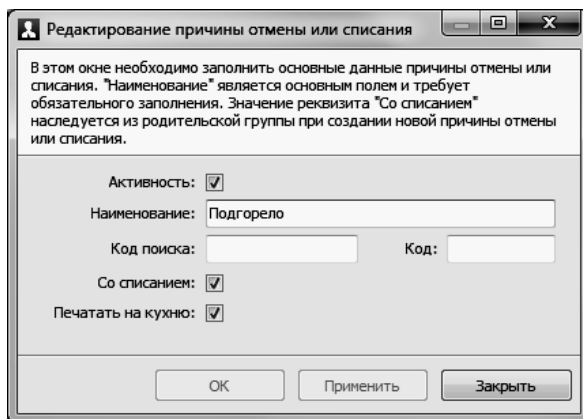 Редактирование причины отмены или списания
В этом окне необходимо заполнить основные данные причины отмены или
списания. "Наименование" является основным полем и требует
обязательного заполнения. Значение реквизита "Со списанием"
наследуется из родительской группы при создании новой причины отмены
или списания.
Активность:
Наименование: Подгорело
Код поиска: Код:
Со списанием:
Печатать на кухню:
ОК Применить Закрыть